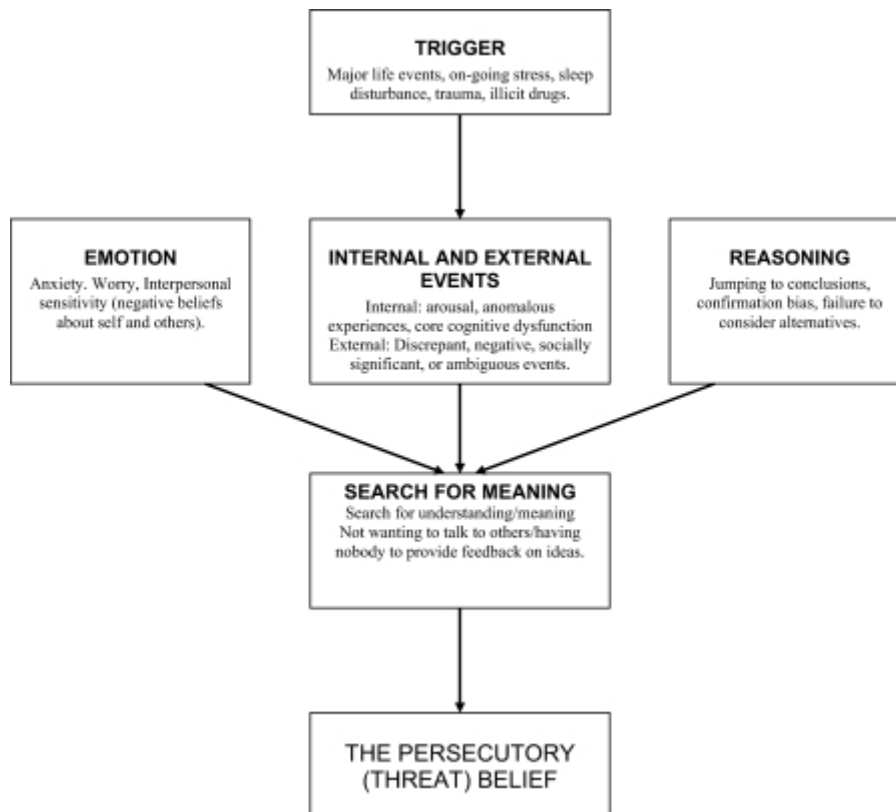 TRIGGER
Major life events, on-going stress, sleep
disturbance, trauma, illicit drugs.
EMOTION
Anxiety. Worry, Interpersonal
sensitivity (negative beliefs
about self and others).
INTERNAL AND EXTERNAL
EVENTS
Internal: arousal, anomalous
experiences, core cognitive dysfunction
External: Discrepant, negative, socially
significant, or ambiguous events.
REASONING
Jumping to conclusions,
confirmation bias, failure to
consider alternatives.
SEARCH FOR MEANING
Search for understanding/meaning
Not wanting to talk to others/having
nobody to provide feedback on ideas.
THE PERSECUTORY
(THREAT) BELIEF